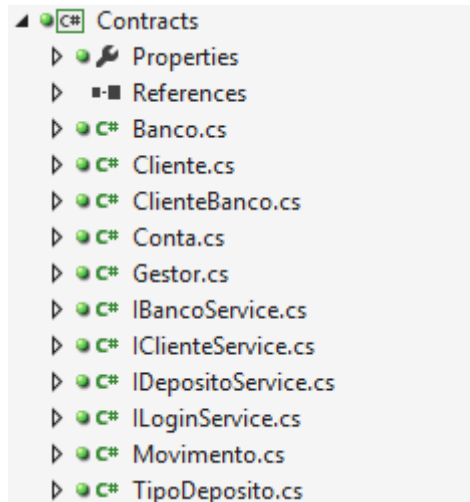 C# Contracts
Properties
References
C# Banco.cs
C# Cliente.cs
C# ClienteBanco.cs
C# Conta.cs
C# Gestor.cs
C# IBancoService.cs
C# IClienteService.cs
C# IDepositoService.cs
C# ILoginService.cs
C# Movimento.cs
C# TipoDeposito.cs